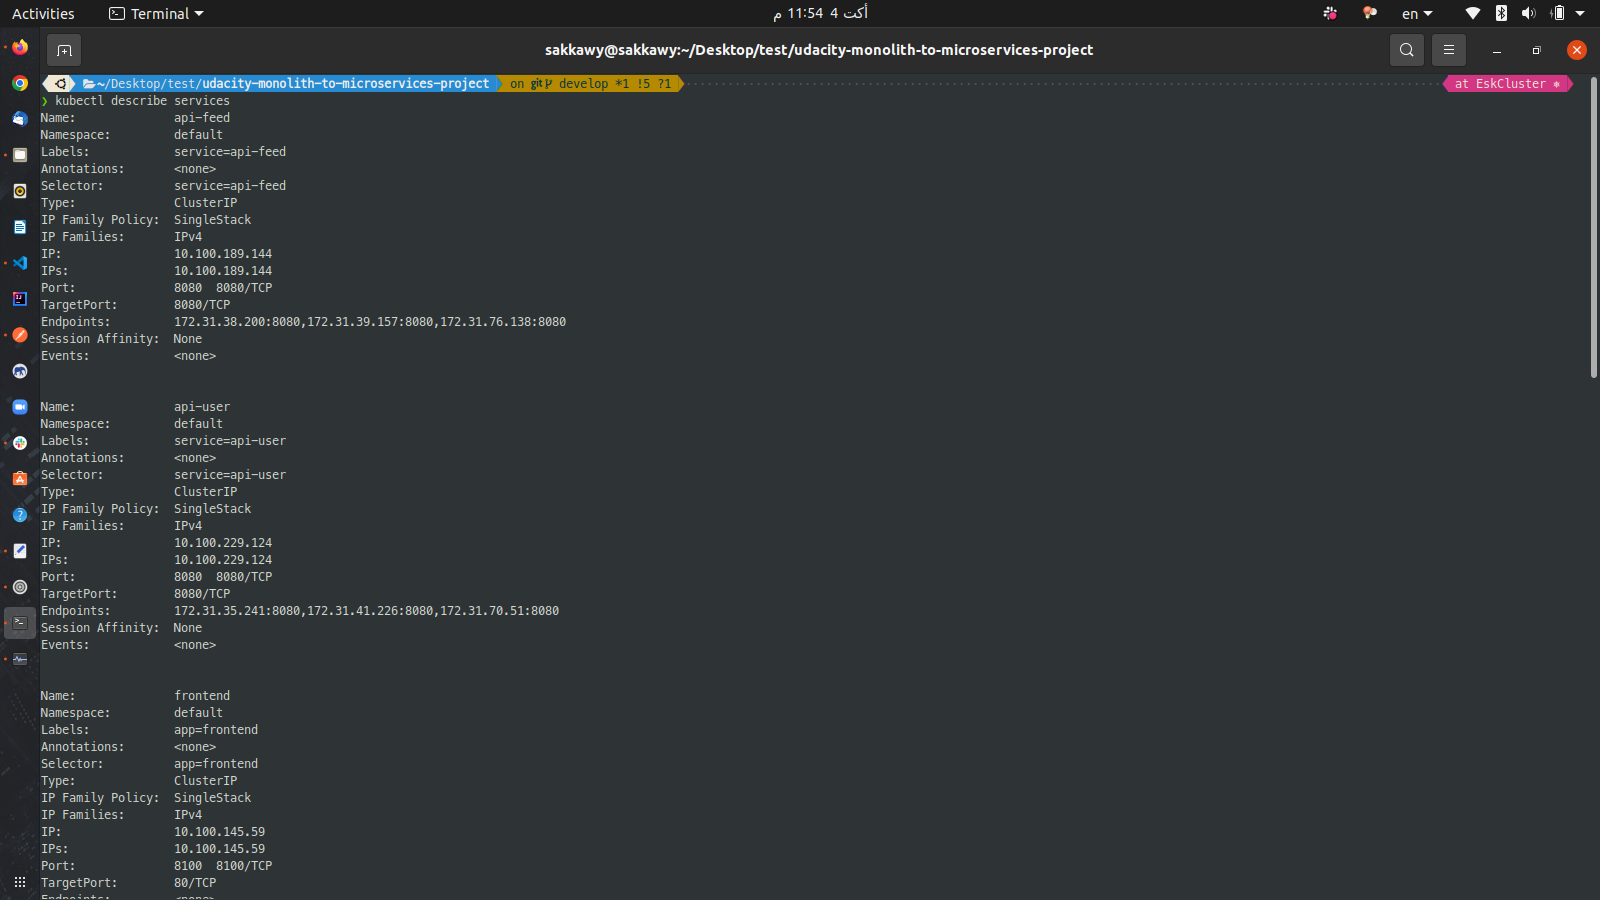 Activities Terminal أكت 4 11:54 م en
sakkawy@sakkawy:~/Desktop/test/udacity-monolith-to-microservices-project
~/Desktop/test/udacity-monolith-to-microservices-project on git develop *1 !5 ?1 at EskCluster ⎈
❯ kubectl describe services
Name: api-feed
Namespace: default
Labels: service=api-feed
Annotations: <none>
Selector: service=api-feed
Type: ClusterIP
IP Family Policy: SingleStack
IP Families: IPv4
IP: 10.100.189.144
IPs: 10.100.189.144
Port: 8080 8080/TCP
TargetPort: 8080/TCP
Endpoints: 172.31.38.200:8080,172.31.39.157:8080,172.31.76.138:8080
Session Affinity: None
Events: <none>
Name: api-user
Namespace: default
Labels: service=api-user
Annotations: <none>
Selector: service=api-user
Type: ClusterIP
IP Family Policy: SingleStack
IP Families: IPv4
IP: 10.100.229.124
IPs: 10.100.229.124
Port: 8080 8080/TCP
TargetPort: 8080/TCP
Endpoints: 172.31.35.241:8080,172.31.41.226:8080,172.31.70.51:8080
Session Affinity: None
Events: <none>
Name: frontend
Namespace: default
Labels: app=frontend
Annotations: <none>
Selector: app=frontend
Type: ClusterIP
IP Family Policy: SingleStack
IP Families: IPv4
IP: 10.100.145.59
IPs: 10.100.145.59
Port: 8100 8100/TCP
TargetPort: 80/TCP
Endpoints: <none>